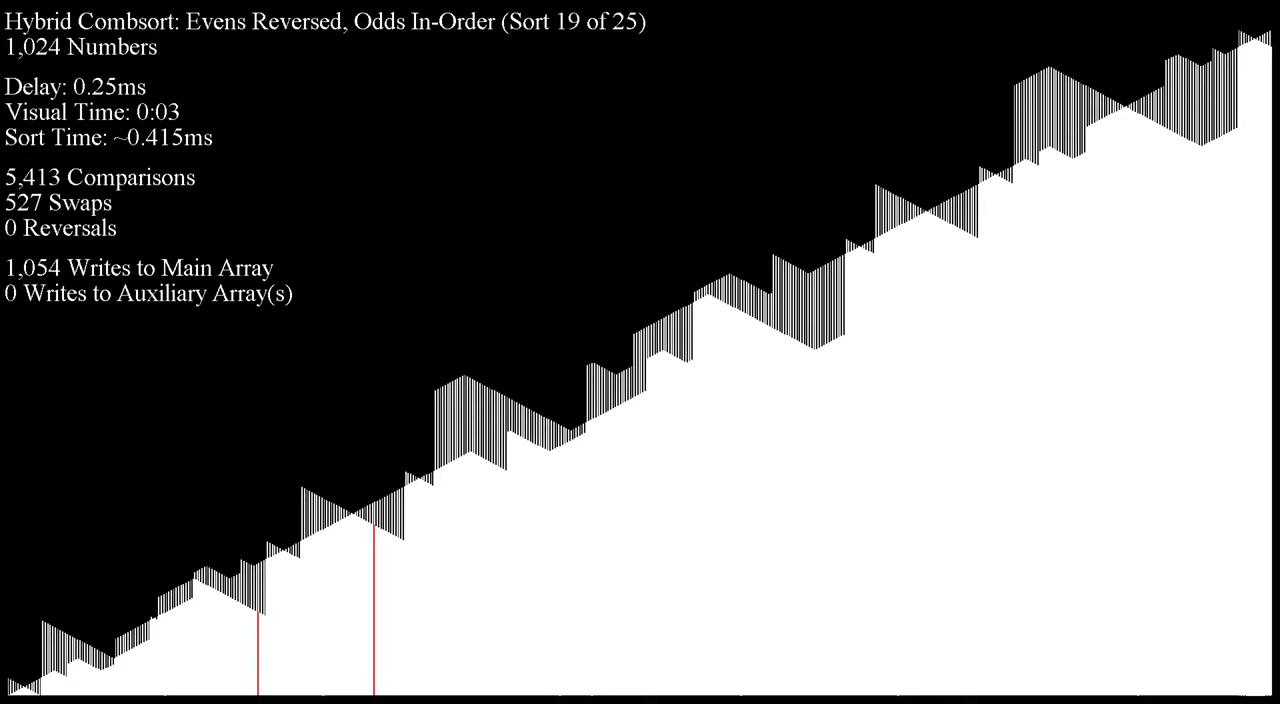 Hybrid Combsort: Evens Reversed, Odds In-Order (Sort 19 of 25)
1,024 Numbers
Delay: 0.25ms
Visual Time: 0:03
Sort Time: ~0.415ms
5,413 Comparisons
527 Swaps
0 Reversals
1,054 Writes to Main Array
0 Writes to Auxiliary Array(s)